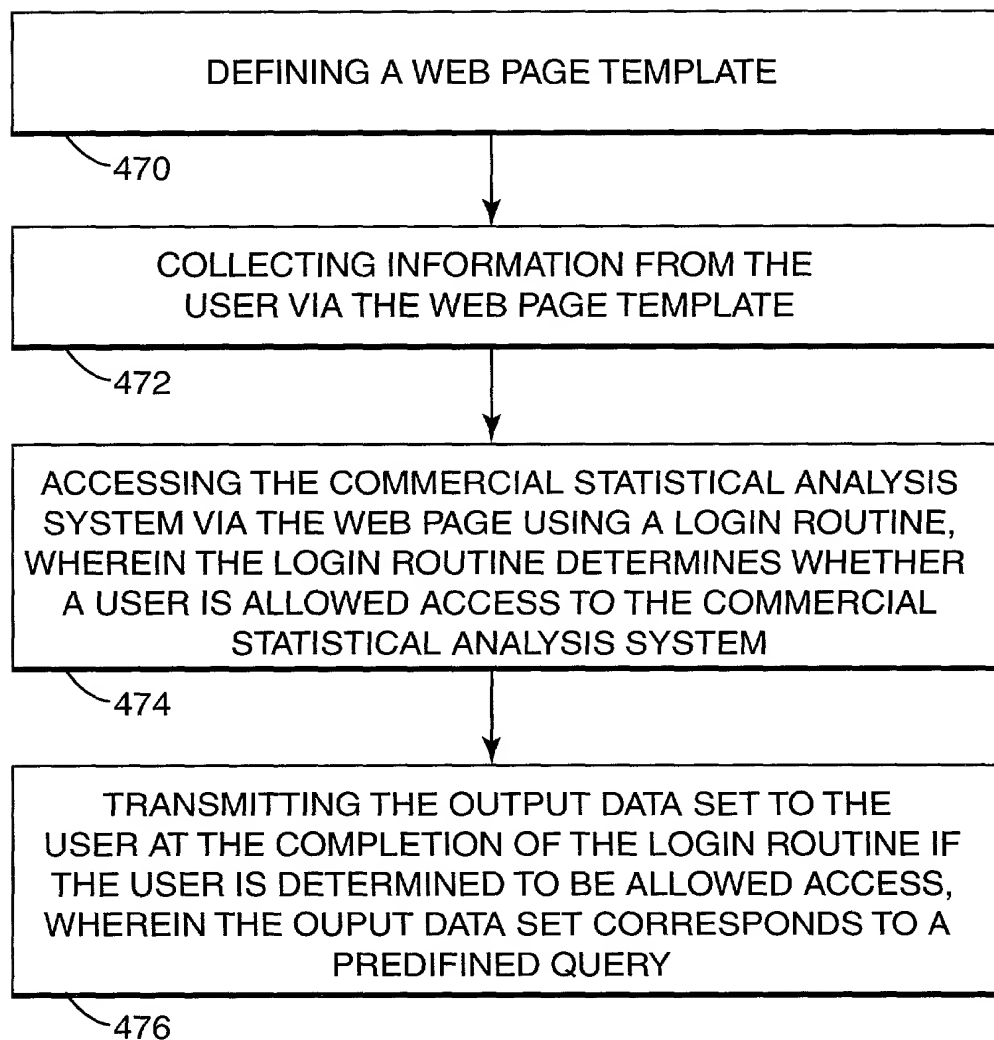 DEFINING A WEB PAGE TEMPLATE
470
COLLECTING INFORMATION FROM THE
USER VIA THE WEB PAGE TEMPLATE
472
ACCESSING THE COMMERCIAL STATISTICAL ANALYSIS
SYSTEM VIA THE WEB PAGE USING A LOGIN ROUTINE,
WHEREIN THE LOGIN ROUTINE DETERMINES WHETHER
A USER IS ALLOWED ACCESS TO THE COMMERCIAL
STATISTICAL ANALYSIS SYSTEM
474
TRANSMITTING THE OUTPUT DATA SET TO THE
USER AT THE COMPLETION OF THE LOGIN ROUTINE IF
THE USER IS DETERMINED TO BE ALLOWED ACCESS,
WHEREIN THE OUPUT DATA SET CORRESPONDS TO A
PREDIFINED QUERY
476